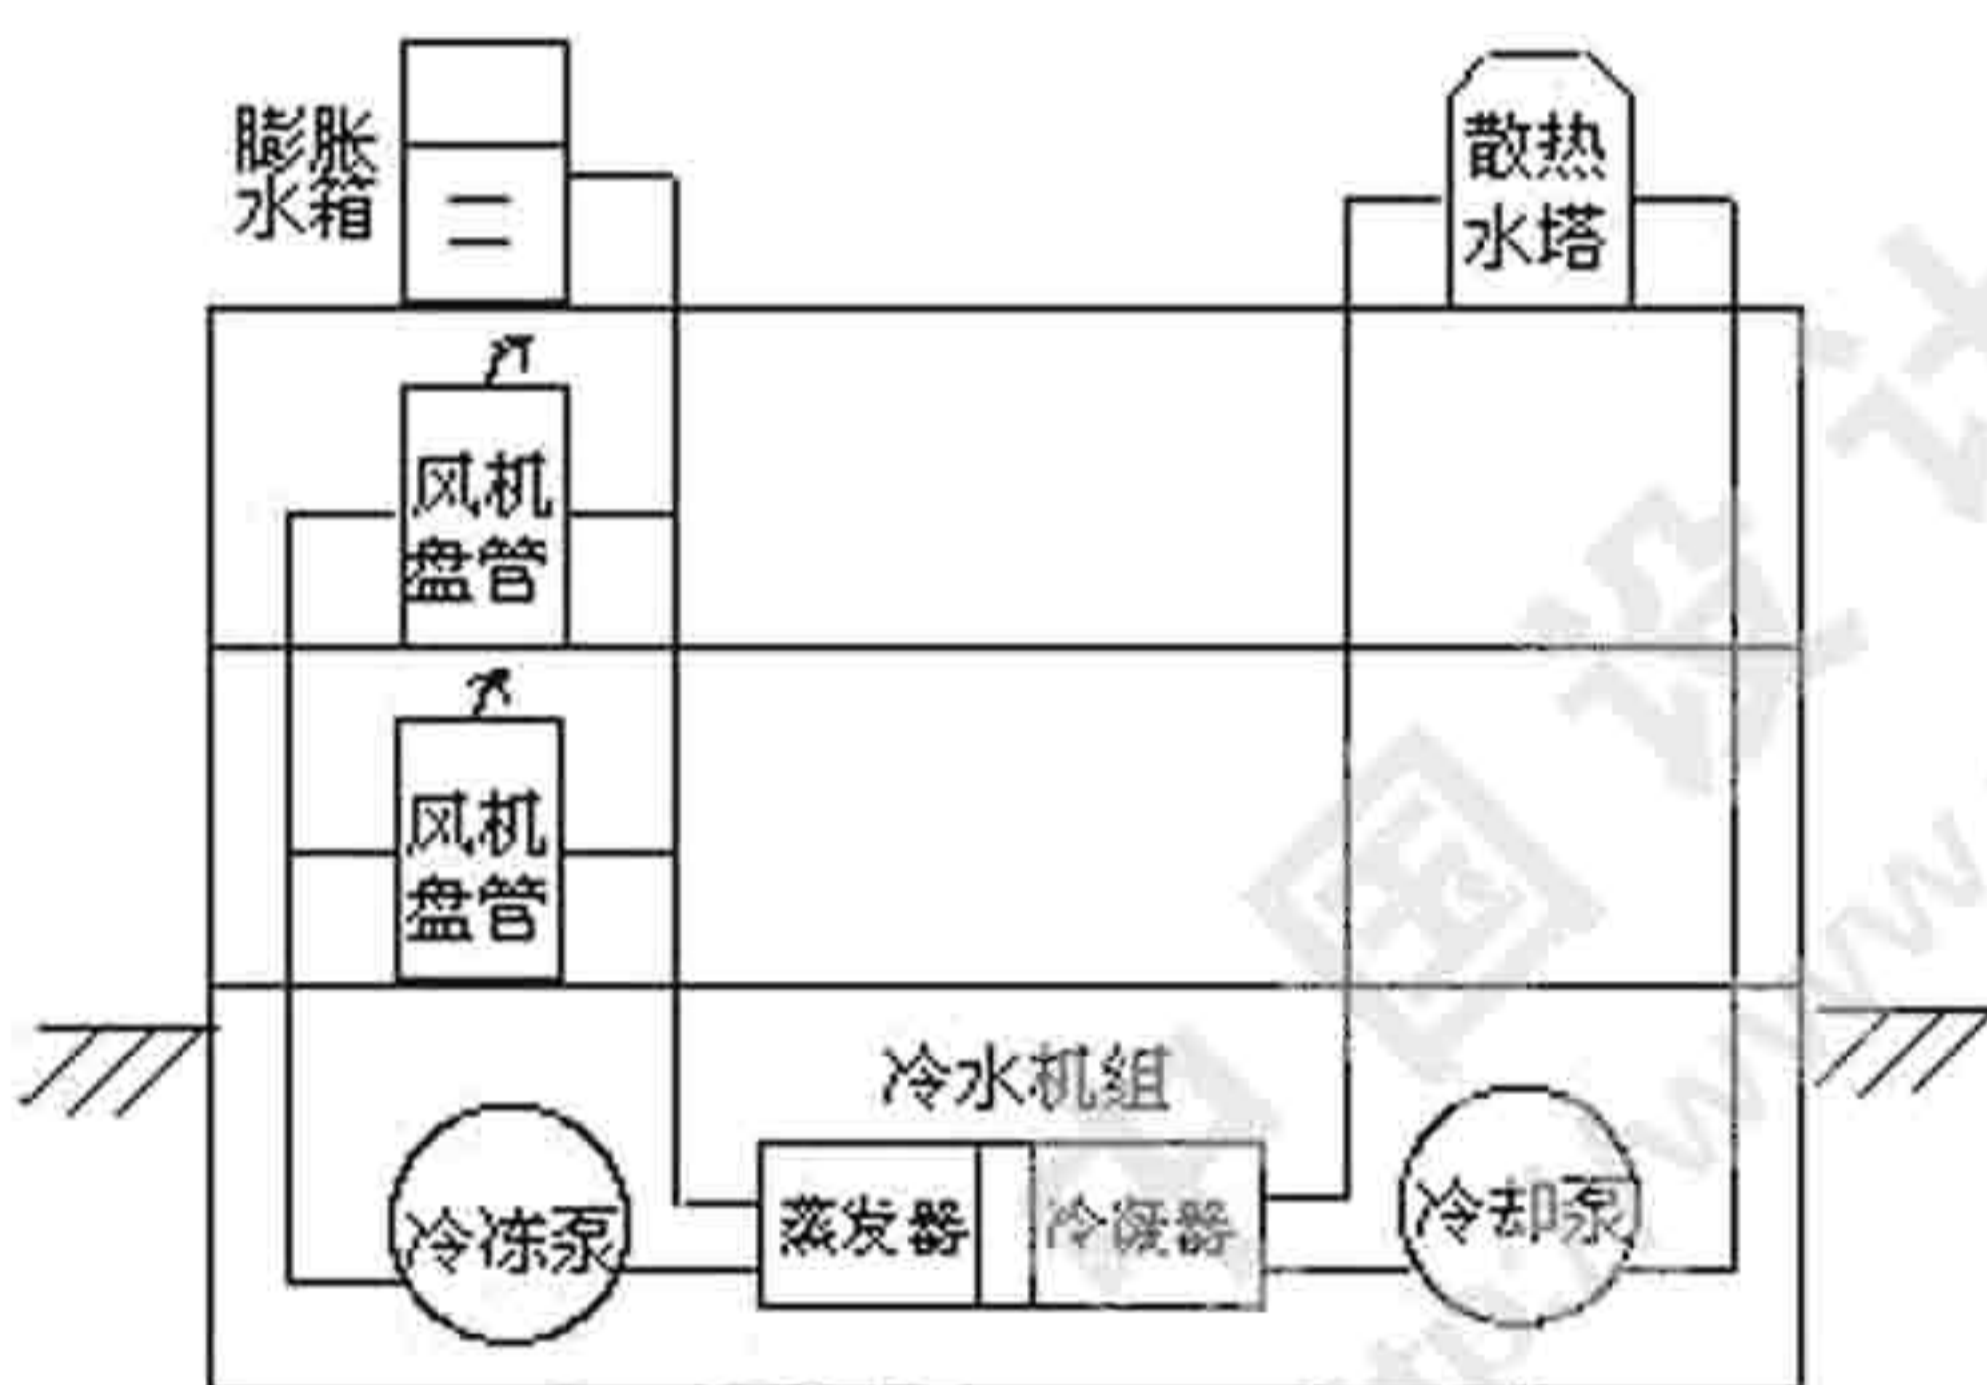 膨胀
水箱
散热
水塔
风机
盘管
风机
盘管
冷水机组
冷冻泵
蒸发器
冷凝器
冷却泵